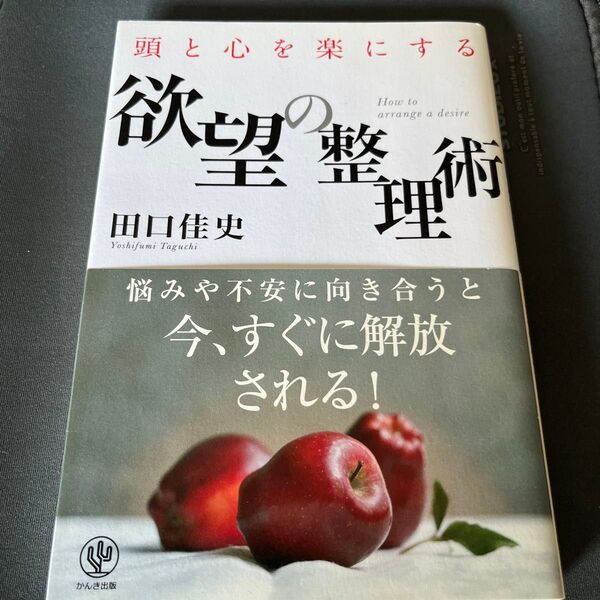 頭と心を楽にする
欲望の整理術
How to
arrange a desire
田口佳史
Yoshifumi Taguchi
悩みや不安に向き合うと
今、すぐに解放
される!
かんき出版